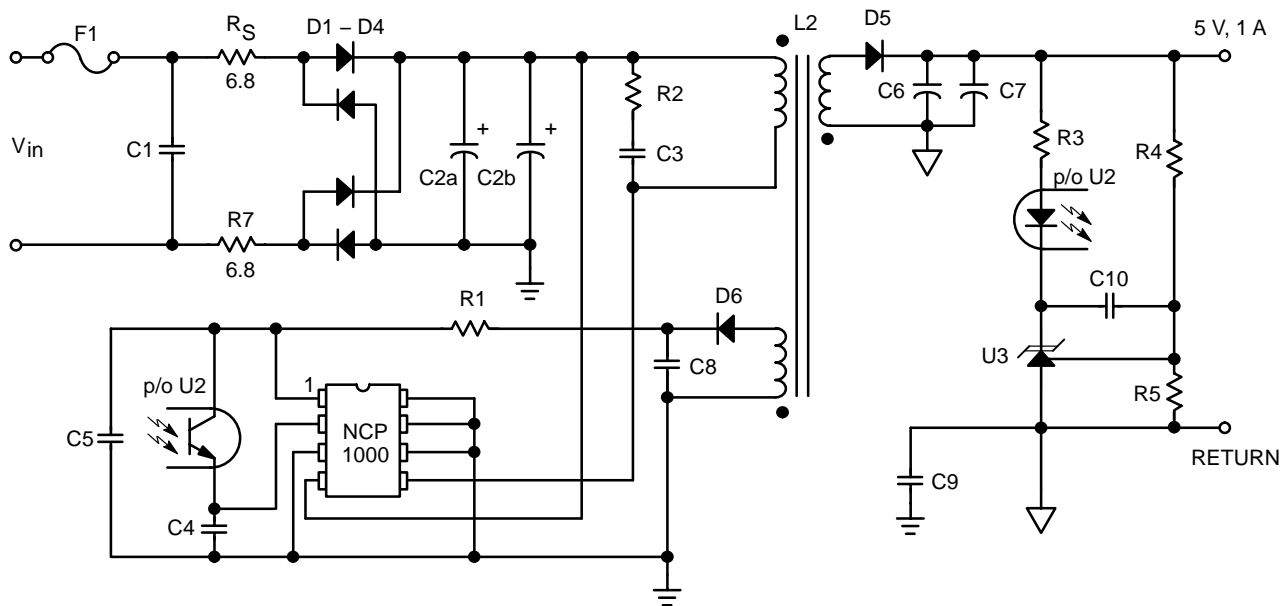 F1
RS
6.8
D1 – D4
L2
D5
5 V, 1 A
Vin
C1
C2a
+
C2b
+
R2
C3
C6
C7
R3
R4
p/o U2
R7
6.8
R1
D6
C8
C10
U3
R5
RETURN
C9
p/o U2
C5
C4
1
NCP
1000